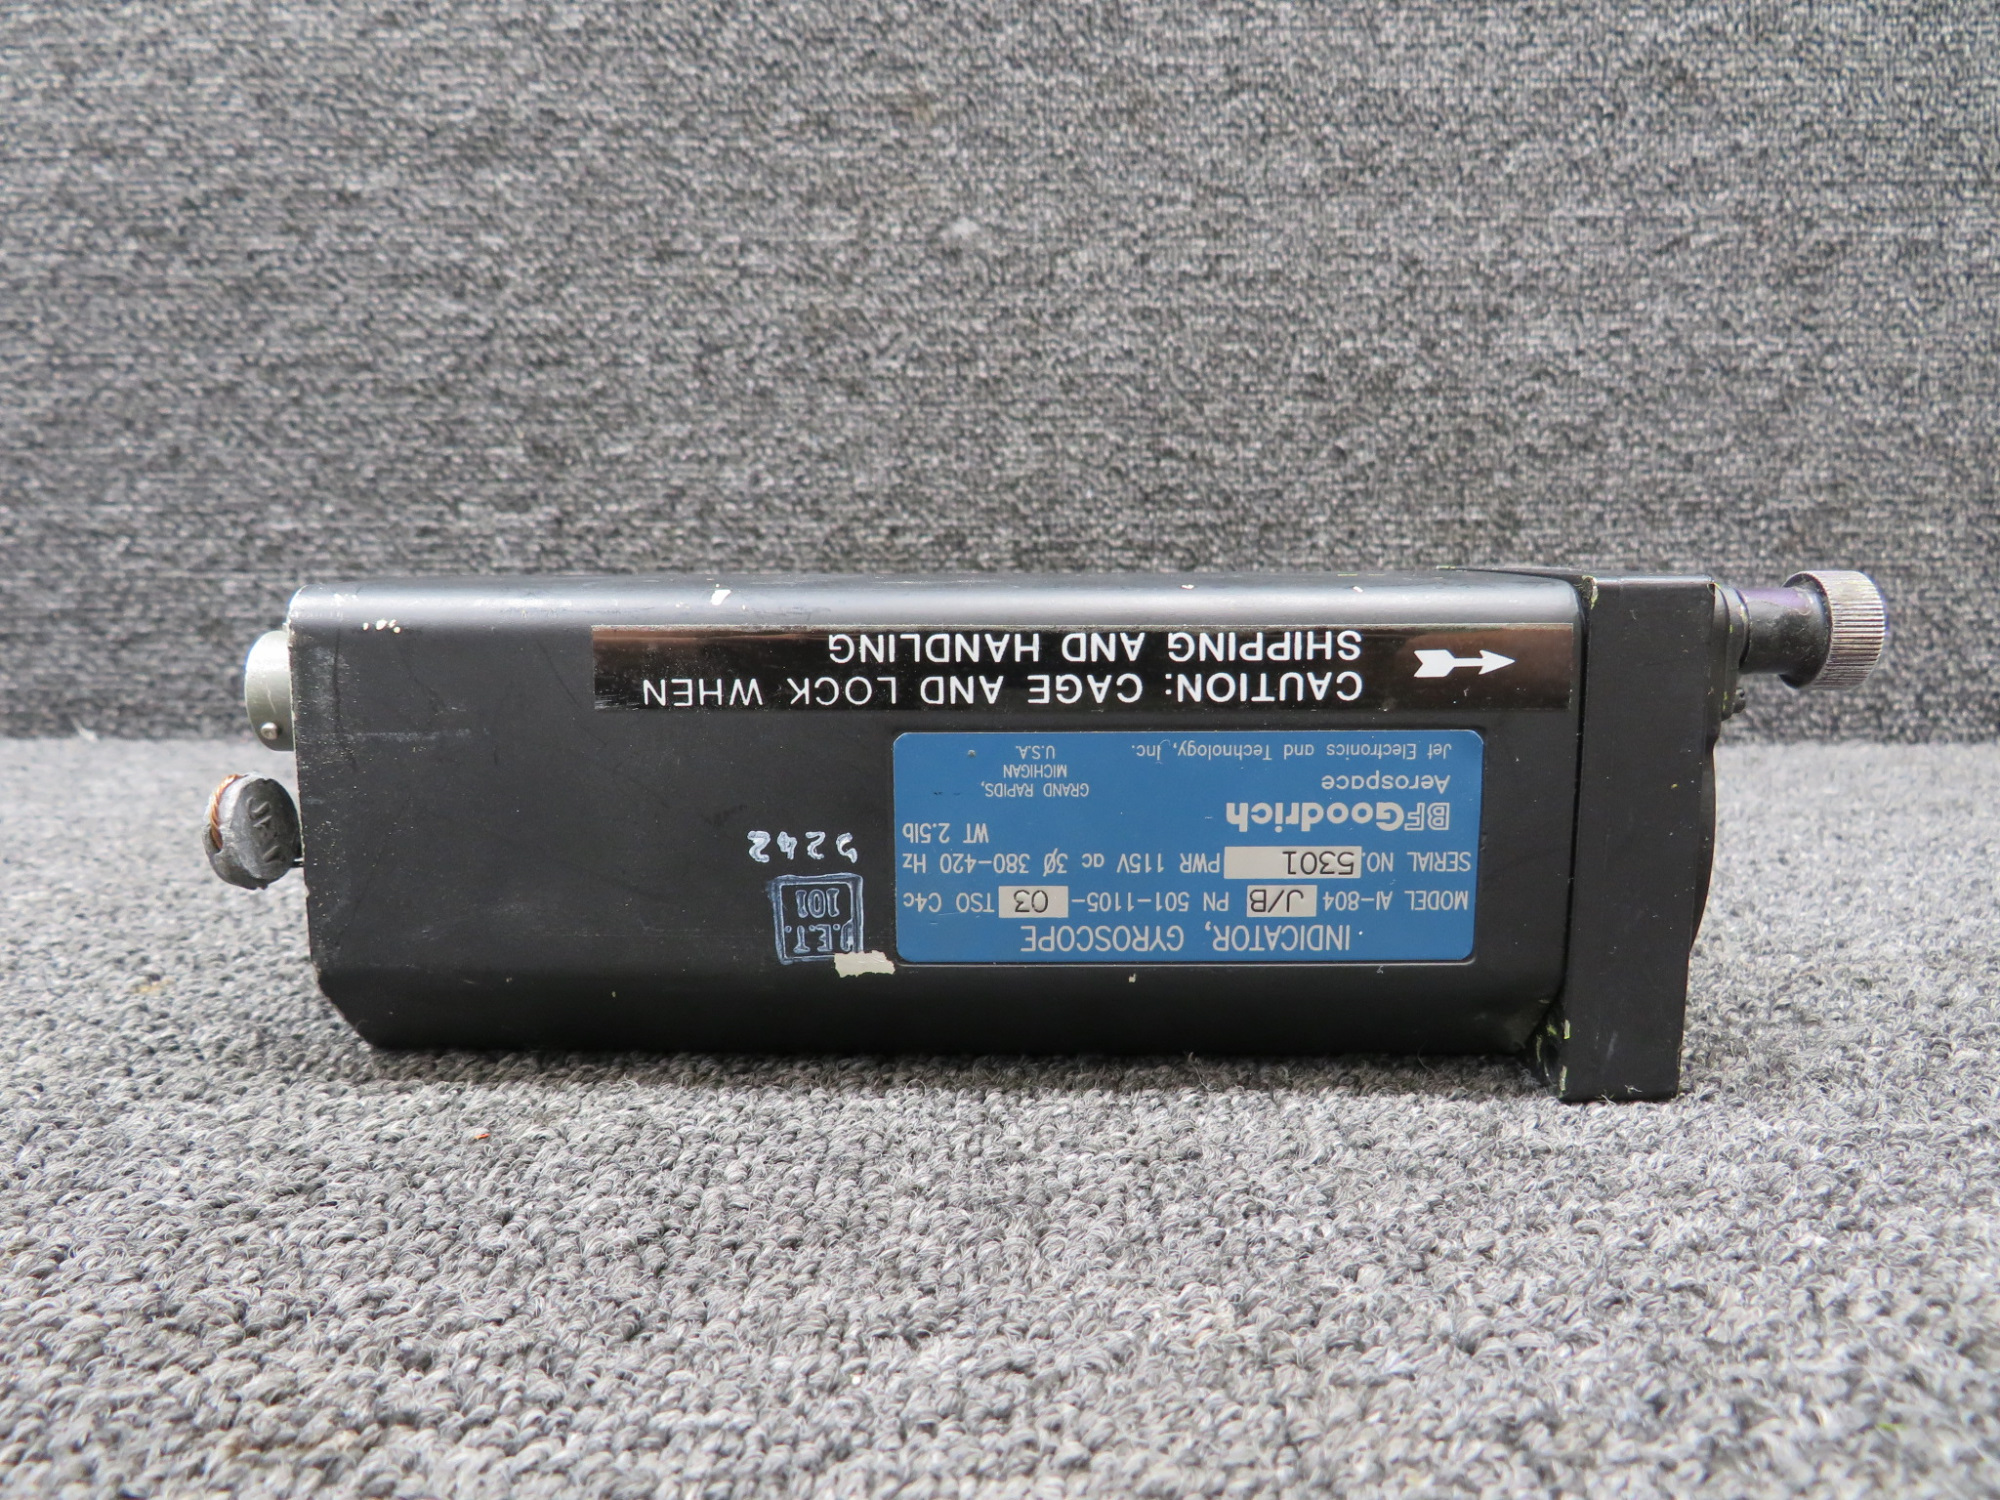 INDICATOR, GYROSCOPE
MODEL AI-804 J/B PN 501-1105- 03 TSO C4c
SERIAL NO. 5301 PWR 115V ac 3Ø 380-420 Hz
WT 2.5lb
BFGoodrich
Aerospace
GRAND RAPIDS,
MICHIGAN
U.S.A.
Jet Electronics and Technology, Inc.
CAUTION: CAGE AND LOCK WHEN
SHIPPING AND HANDLING
J.E.T.
101